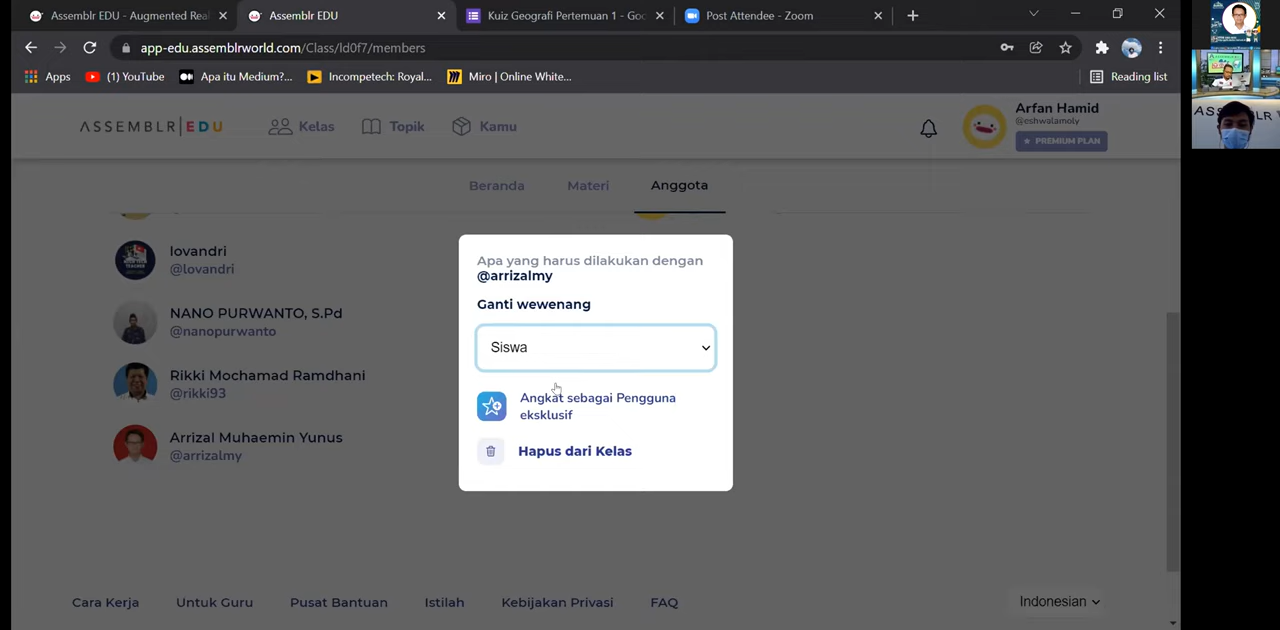 Assemblr EDU - Augmented Real
Assemblr EDU
Kuiz Geografi Pertemuan 1 - Goo
Post Attendee - Zoom
app-edu.assemblrworld.com/Class/ld0f7/members
Apps
(1) YouTube
Apa itu Medium?...
Incompetech: Royal...
Miro | Online White...
Reading list
ASSEMBLR EDU
Kelas
Topik
Kamu
Arfan Hamid
@eshwalamoly
PREMIUM PLAN
Beranda
Materi
Anggota
lovandri
@lovandri
NANO PURWANTO, S.Pd
@nanopurwanto
Rikki Mochamad Ramdhani
@rikki93
Arrizal Muhaemin Yunus
@arrizalmy
Apa yang harus dilakukan dengan
@arrizalmy
Ganti wewenang
Siswa
Angkat sebagai Pengguna
eksklusif
Hapus dari Kelas
Cara Kerja
Untuk Guru
Pusat Bantuan
Istilah
Kebijakan Privasi
FAQ
Indonesian